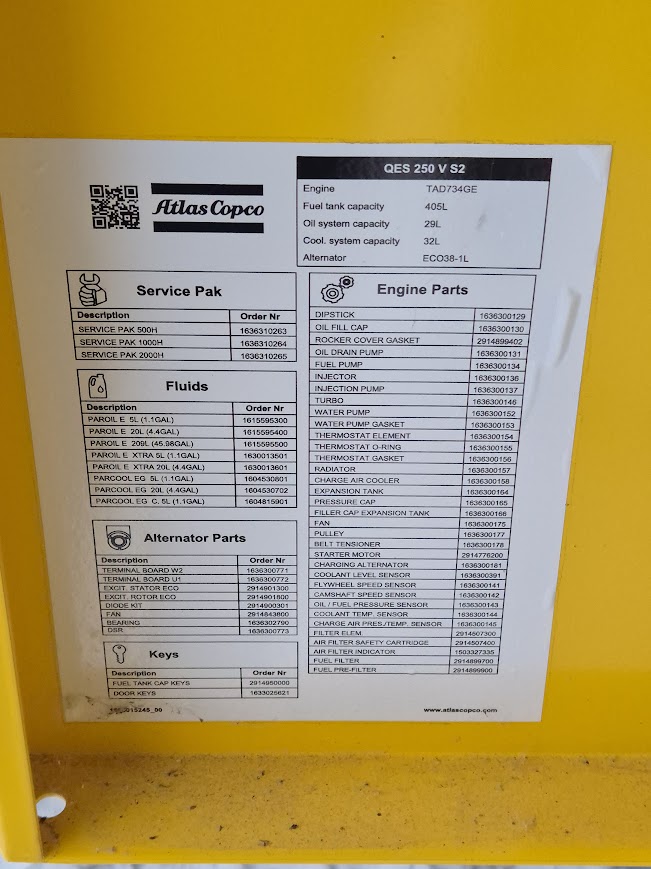 Atlas Copco
QES 250 V S2
Engine TAD734GE
Fuel tank capacity 405L
Oil system capacity 29L
Cool. system capacity 32L
Alternator ECO38-1L
Service Pak
Description Order Nr
SERVICE PAK 500H 1636310263
SERVICE PAK 1000H 1636310264
SERVICE PAK 2000H 1636310265
Fluids
Description Order Nr
PAROIL E 5L (1.1GAL) 1615595300
PAROIL E 20L (4.4GAL) 1615595400
PAROIL E 209L (45.98GAL) 1615595500
PAROIL E XTRA 5L (1.1GAL) 1630013501
PAROIL E XTRA 20L (4.4GAL) 1630013601
PARCOOL EG 5L (1.1GAL) 1604530801
PARCOOL EG 20L (4.4GAL) 1604530702
PARCOOL EG C. 5L (1.1GAL) 1604815901
Alternator Parts
Description Order Nr
TERMINAL BOARD W2 1636300771
TERMINAL BOARD U1 1636300772
EXCIT. STATOR ECO 2914901300
EXCIT. ROTOR ECO 2914901800
DIODE KIT 2914900301
FAN 2914843800
BEARING 1636302790
DSR 1636300773
Keys
Description Order Nr
FUEL TANK CAP KEYS 2914950000
DOOR KEYS 1633025621
Engine Parts
DIPSTICK 1636300129
OIL FILL CAP 1636300130
ROCKER COVER GASKET 2914899402
OIL DRAIN PUMP 1636300131
FUEL PUMP 1636300134
INJECTOR 1636300136
INJECTION PUMP 1636300137
TURBO 1636300146
WATER PUMP 1636300152
WATER PUMP GASKET 1636300153
THERMOSTAT ELEMENT 1636300154
THERMOSTAT O-RING 1636300155
THERMOSTAT GASKET 1636300156
RADIATOR 1636300157
CHARGE AIR COOLER 1636300158
EXPANSION TANK 1636300164
PRESSURE CAP 1636300165
FILLER CAP EXPANSION TANK 1636300166
FAN 1636300175
PULLEY 1636300177
BELT TENSIONER 1636300178
STARTER MOTOR 2914776200
CHARGING ALTERNATOR 1636300181
COOLANT LEVEL SENSOR 1636300391
FLYWHEEL SPEED SENSOR 1636300141
CAMSHAFT SPEED SENSOR 1636300142
OIL / FUEL PRESSURE SENSOR 1636300143
COOLANT TEMP. SENSOR 1636300144
CHARGE AIR PRES./TEMP. SENSOR 1636300145
FILTER ELEM. 2914507300
AIR FILTER SAFETY CARTRIDGE 2914507400
AIR FILTER INDICATOR 1503327335
FUEL FILTER 2914899700
FUEL PRE-FILTER 2914899900
www.atlascopco.com